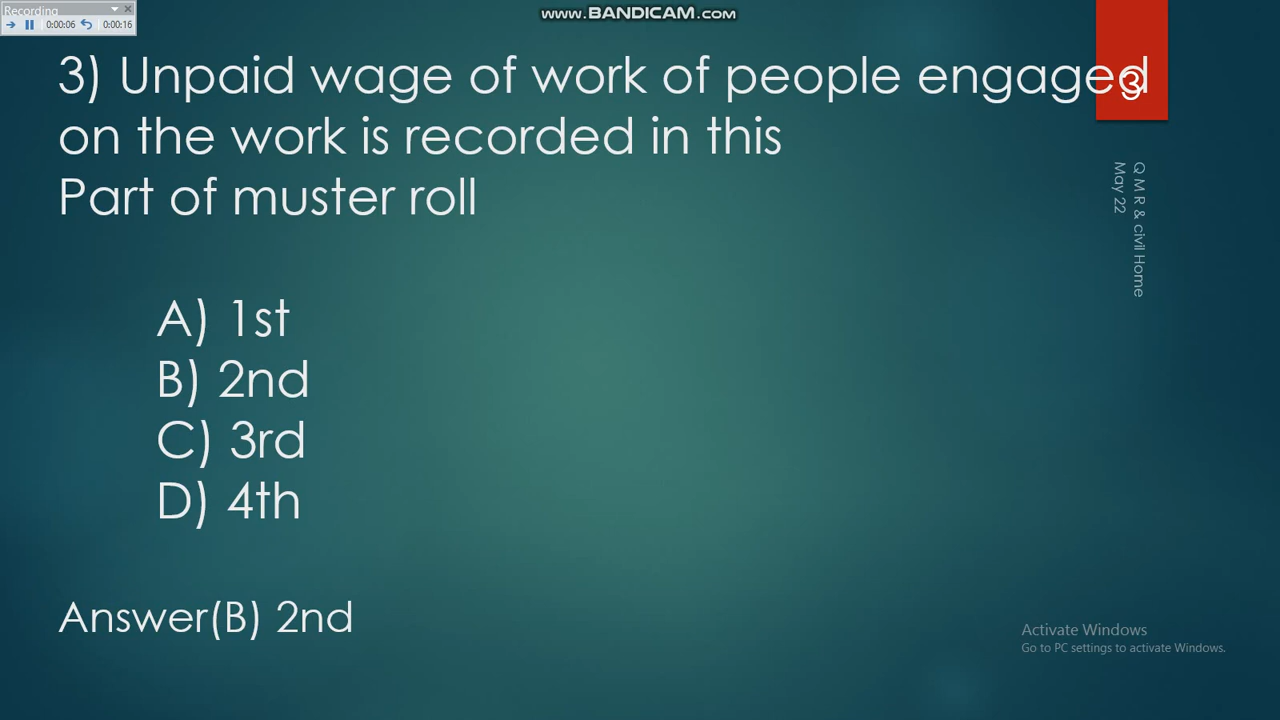 Recording
0:00:06
0:00:16
www.BANDICAM.com
3) Unpaid wage of work of people engaged
3
on the work is recorded in this
Part of muster roll
Q M R & civil Home
May 22
A) 1st
B) 2nd
C) 3rd
D) 4th
Answer(B) 2nd
Activate Windows
Go to PC settings to activate Windows.